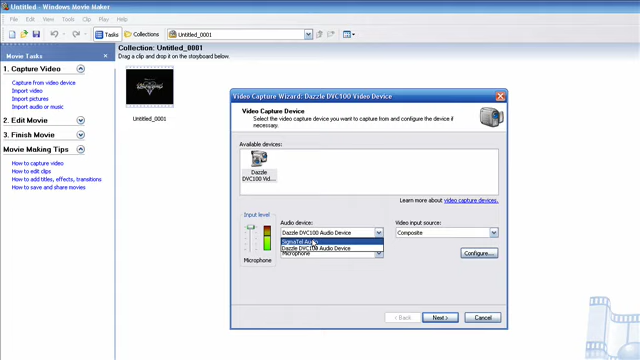 Untitled - Windows Movie Maker
File Edit View Tools Clip Play Help
Tasks Collections Untitled_0001
Movie Tasks
Collection: Untitled_0001
Drag a clip and drop it on the storyboard below.
1. Capture Video
Capture from video device
Import video
Import pictures
Import audio or music
2. Edit Movie
3. Finish Movie
Movie Making Tips
How to capture video
How to edit clips
How to add titles, effects, transitions
How to save and share movies
Untitled_0001
Video Capture Wizard: Dazzle DVC100 Video Device
Video Capture Device
Select the video capture device you want to capture from and configure the device if
necessary.
Available devices:
Dazzle
DVC100 Vid...
Learn more about video capture devices.
Input level
Microphone
Audio device:
Dazzle DVC100 Audio Device
SigmaTel Audio
Dazzle DVC100 Audio Device
Microphone
Video input source:
Composite
Configure...
< Back Next > Cancel